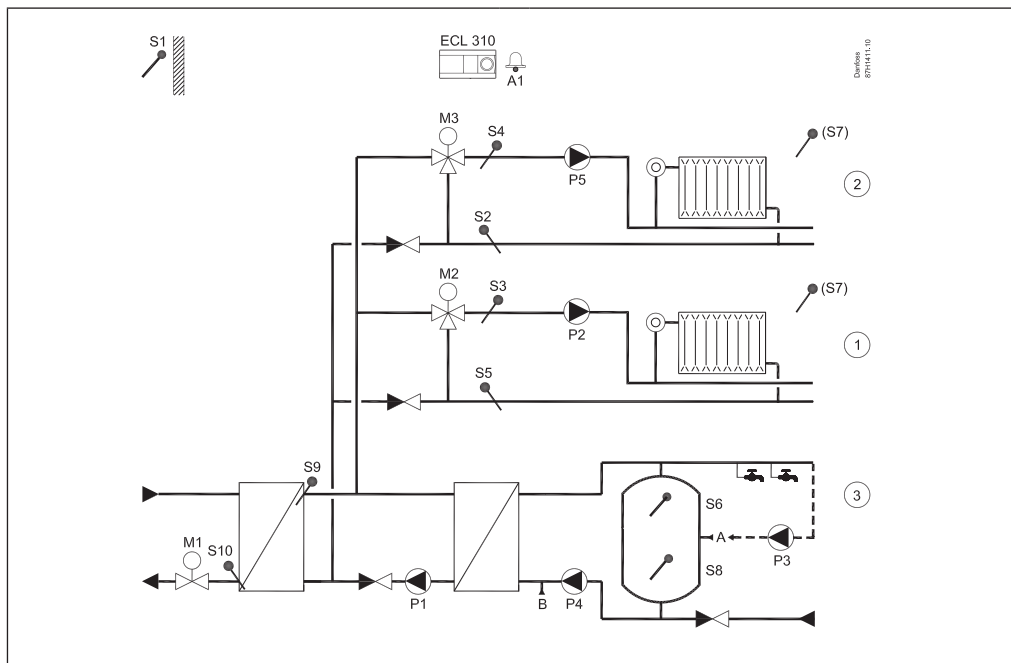 S1
ECL 310
A1
Danfoss
87H1411.10
M3
S4
(S7)
P5
2
S2
M2
S3
(S7)
P2
1
S5
S9
3
S6
A
P3
M1
S10
S8
P1
B
P4